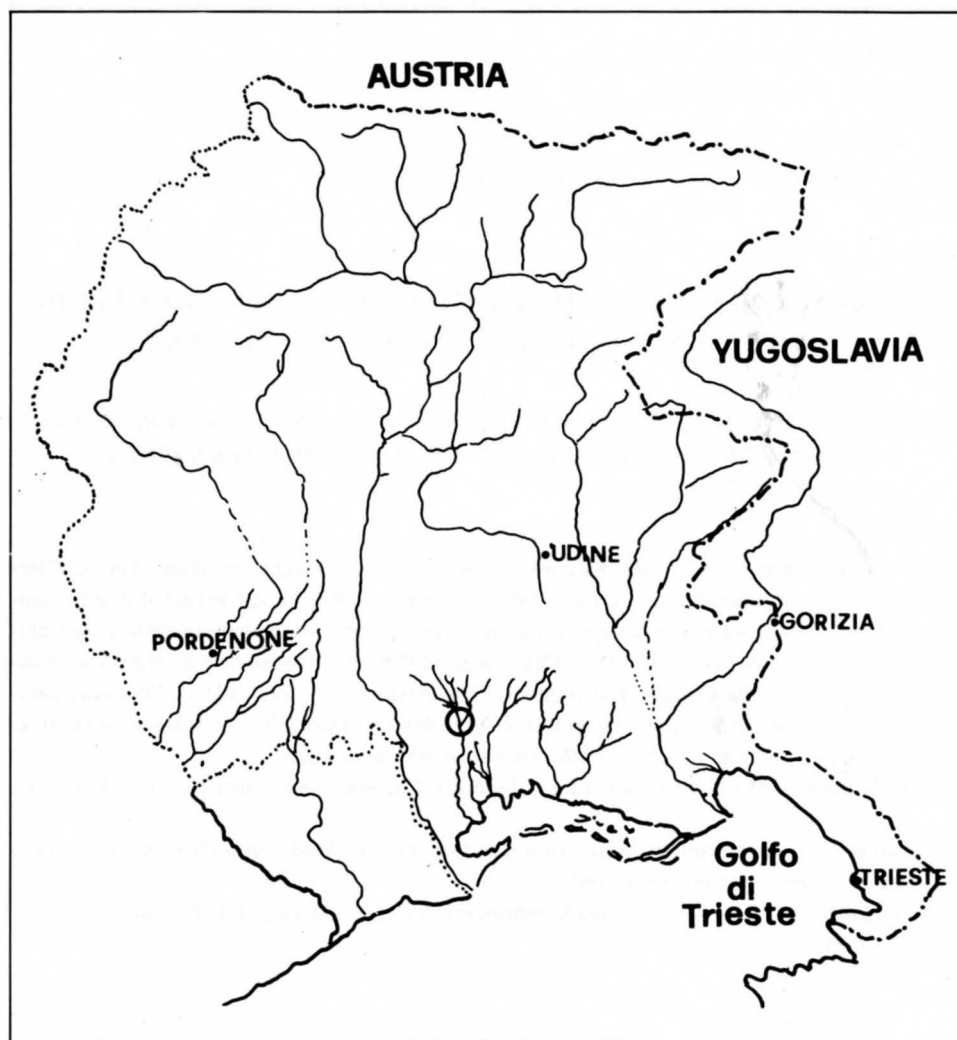 AUSTRIA
YUGOSLAVIA
UDINE
GORIZIA
PORDENONE
Golfo
di
Trieste
TRIESTE